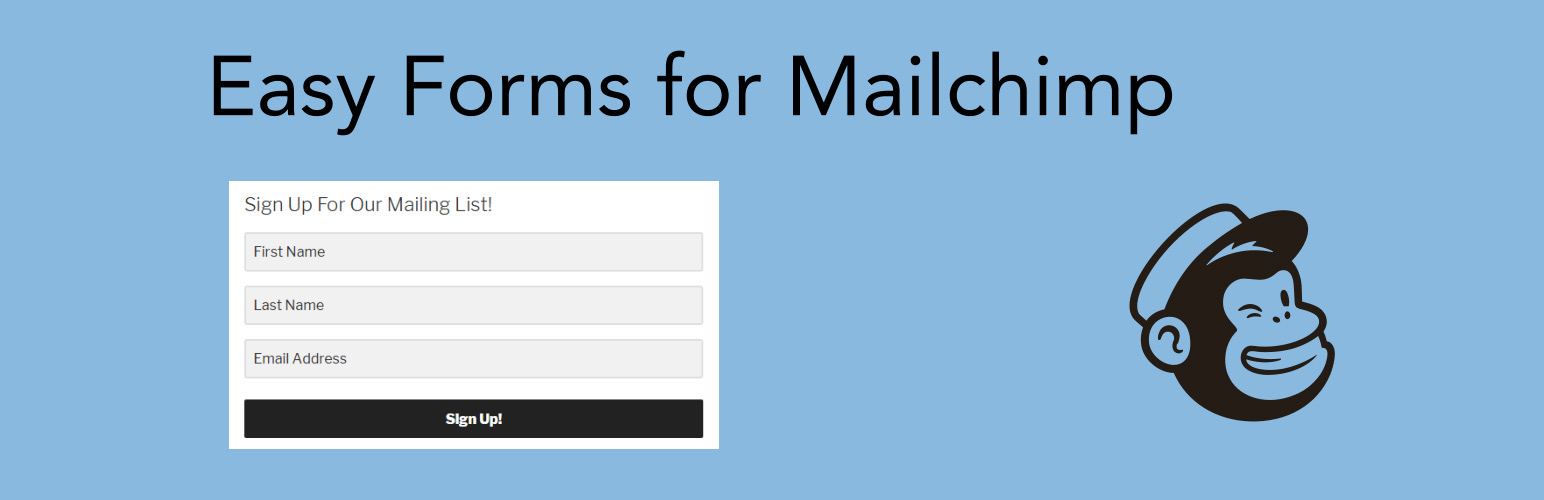 Easy Forms for Mailchimp
Sign Up For Our Mailing List!
First Name
Last Name
Email Address
Sign Up!